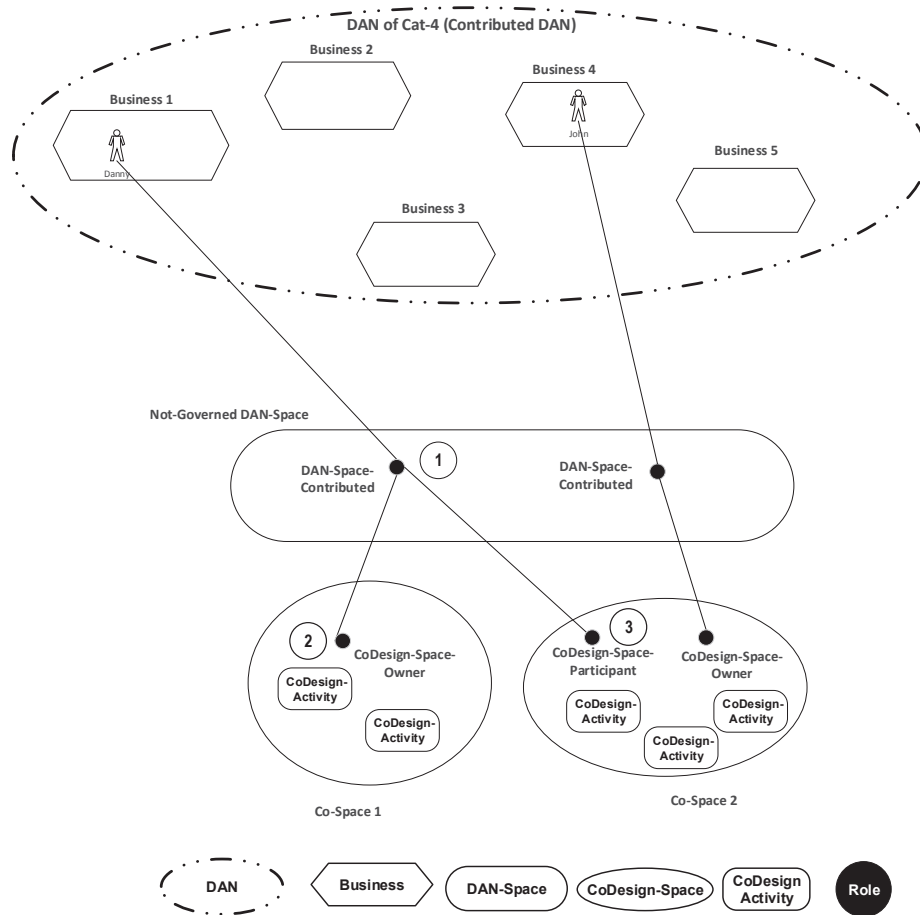 DAN of Cat-4 (Contributed DAN)
Business 2
Business 4
Business 1
John
Danny
Business 5
Business 3
Not-Governed DAN-Space
1
DAN-Space-
Contributed
DAN-Space-
Contributed
2
CoDesign-Space-
Owner
CoDesign-
Activity
CoDesign-
Activity
3
CoDesign-Space-
Participant
CoDesign-Space-
Owner
CoDesign-
Activity
CoDesign-
Activity
CoDesign-
Activity
Co-Space 1
Co-Space 2
DAN
Business
DAN-Space
CoDesign-Space
CoDesign
Activity
Role